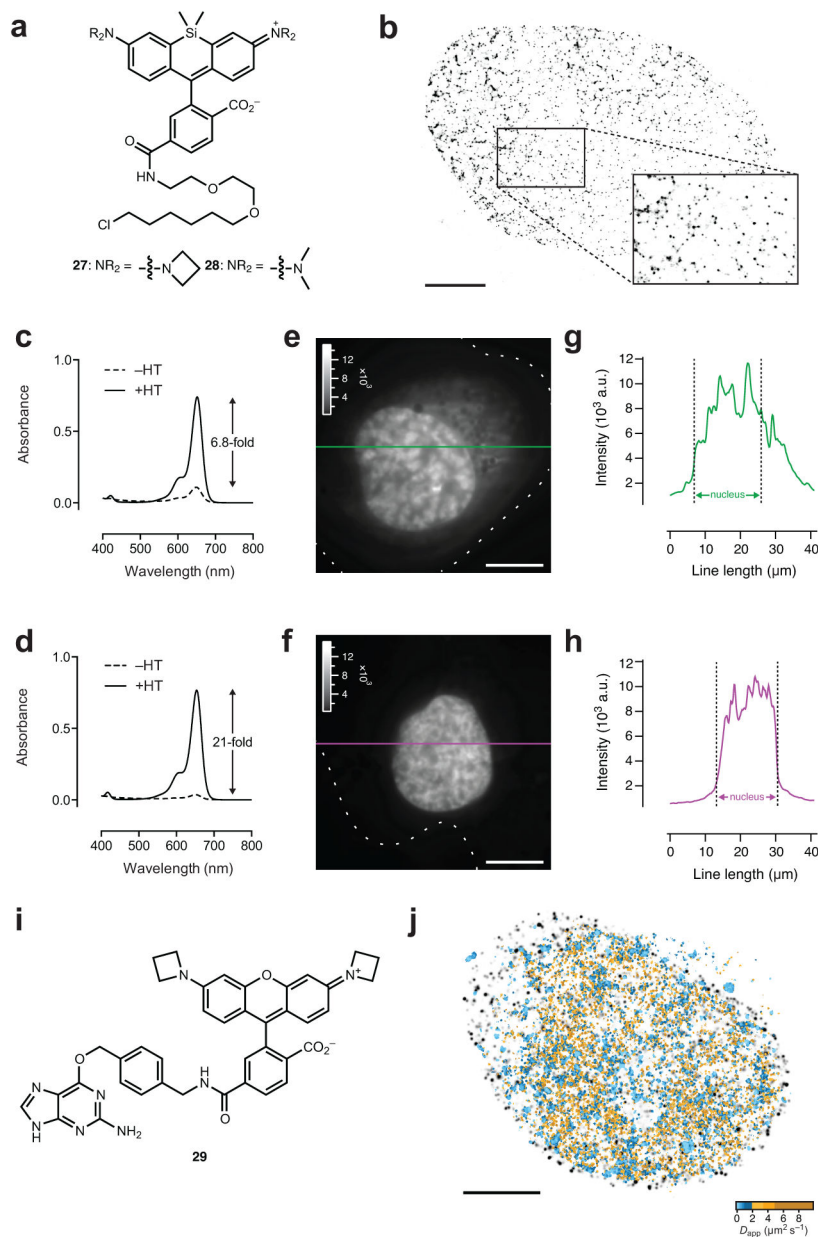 a
R₂N
Si
N⁺R₂
CO₂⁻
O
HN
O
O
Cl
27: NR₂ = N 28: NR₂ = N
b
c
–HT
+HT
1.0
0.5
0.0
Absorbance
6.8-fold
400 500 600 700 800
Wavelength (nm)
e
12
8
4
×10³
g
12
10
8
6
4
2
Intensity (10³ a.u.)
nucleus
0 10 20 30 40
Line length (µm)
d
–HT
+HT
1.0
0.5
0.0
Absorbance
21-fold
400 500 600 700 800
Wavelength (nm)
f
12
8
4
×10³
h
12
10
8
6
4
2
Intensity (10³ a.u.)
nucleus
0 10 20 30 40
Line length (µm)
i
N
O
N⁺
CO₂⁻
O
H
N
O
N
N
N
H
N
NH₂
29
j
0 2 4 6 8
Dapp (µm² s⁻¹)